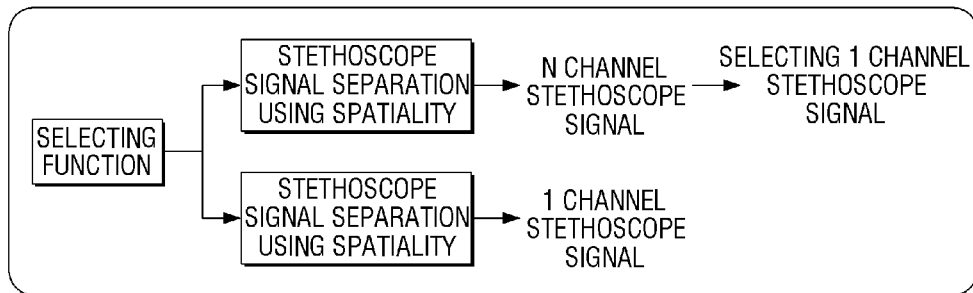 SELECTING
FUNCTION
STETHOSCOPE
SIGNAL SEPARATION
USING SPATIALITY
N CHANNEL
STETHOSCOPE
SIGNAL
SELECTING 1 CHANNEL
STETHOSCOPE
SIGNAL
STETHOSCOPE
SIGNAL SEPARATION
USING SPATIALITY
1 CHANNEL
STETHOSCOPE
SIGNAL